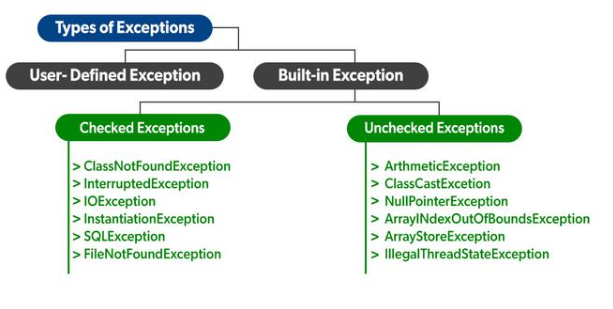 Types of Exceptions
User- Defined Exception
Built-in Exception
Checked Exceptions
> ClassNotFoundException
> InterruptedException
> IOException
> InstantiationException
> SQLException
> FileNotFoundException
Unchecked Exceptions
> ArthmeticException
> ClassCastExcetion
> NullPointerException
> ArrayINdexOutOfBoundsException
> ArrayStoreException
> IllegalThreadStateException